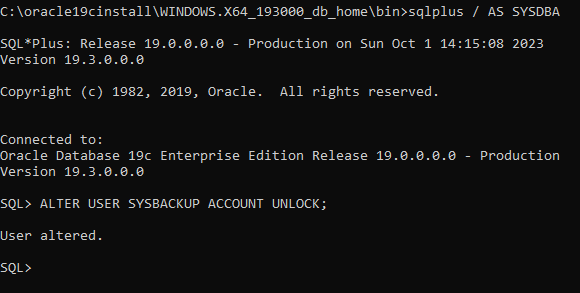 C:\oracle19cinstall\WINDOWS.X64_193000_db_home\bin>sqlplus / AS SYSDBA
SQL*Plus: Release 19.0.0.0.0 - Production on Sun Oct 1 14:15:08 2023
Version 19.3.0.0.0
Copyright (c) 1982, 2019, Oracle.  All rights reserved.
Connected to:
Oracle Database 19c Enterprise Edition Release 19.0.0.0.0 - Production
Version 19.3.0.0.0
SQL> ALTER USER SYSBACKUP ACCOUNT UNLOCK;
User altered.
SQL>